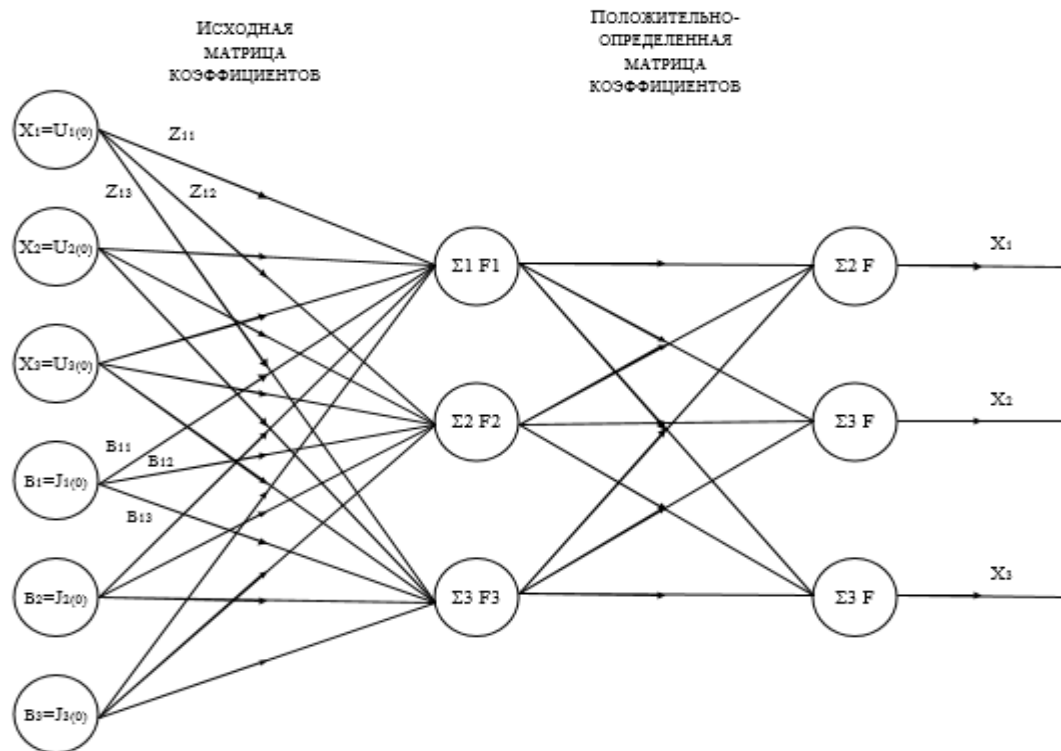 Исходная
матрица
коэффициентов
Положительно-
определенная
матрица
коэффициентов
X1=U1(0)
Z11
Z13
Z12
X2=U2(0)
Σ1 F1
Σ2 F
X1
X3=U3(0)
Σ2 F2
Σ3 F
X2
B11
B12
B1=J1(0)
B13
B2=J2(0)
Σ3 F3
Σ3 F
X3
B3=J3(0)